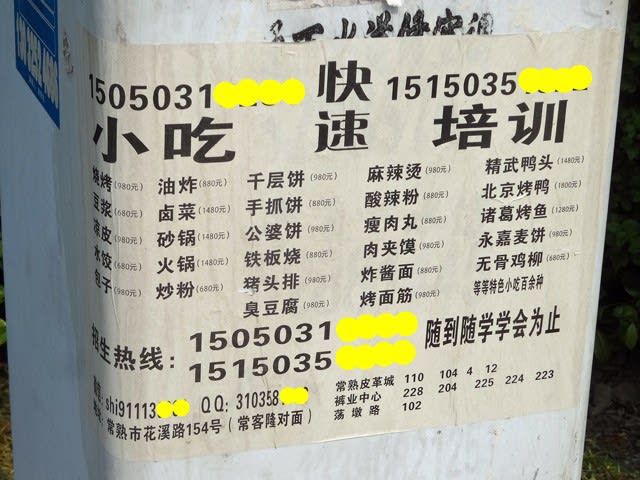 1505031 快速 1515035
小吃 培训
烧烤(980元) 油炸(880元) 千层饼(980元) 麻辣烫(980元) 精武鸭头(1480元)
豆浆(680元) 卤菜(1480元) 手抓饼(880元) 酸辣粉(880元) 北京烤鸭(1800元)
凉皮(980元) 砂锅(1480元) 公婆饼(980元) 瘦肉丸(880元) 诸葛烤鱼(1280元)
水饺(680元) 火锅(1480元) 铁板烧(880元) 肉夹馍(980元) 永嘉麦饼(980元)
包子(980元) 炒粉(680元) 猪头排(980元) 炸酱面(880元) 无骨鸡柳(680元)
臭豆腐(980元) 烤面筋(980元) 等等特色小吃百余种
招生热线: 1505031
1515035 随到随学学会为止
shi91113 QQ: 310358
地址: 常熟市花溪路154号(常客隆对面)
常熟皮革城 110 104 4 12
裤业中心 228 204 225 224 223
荡墩路 102